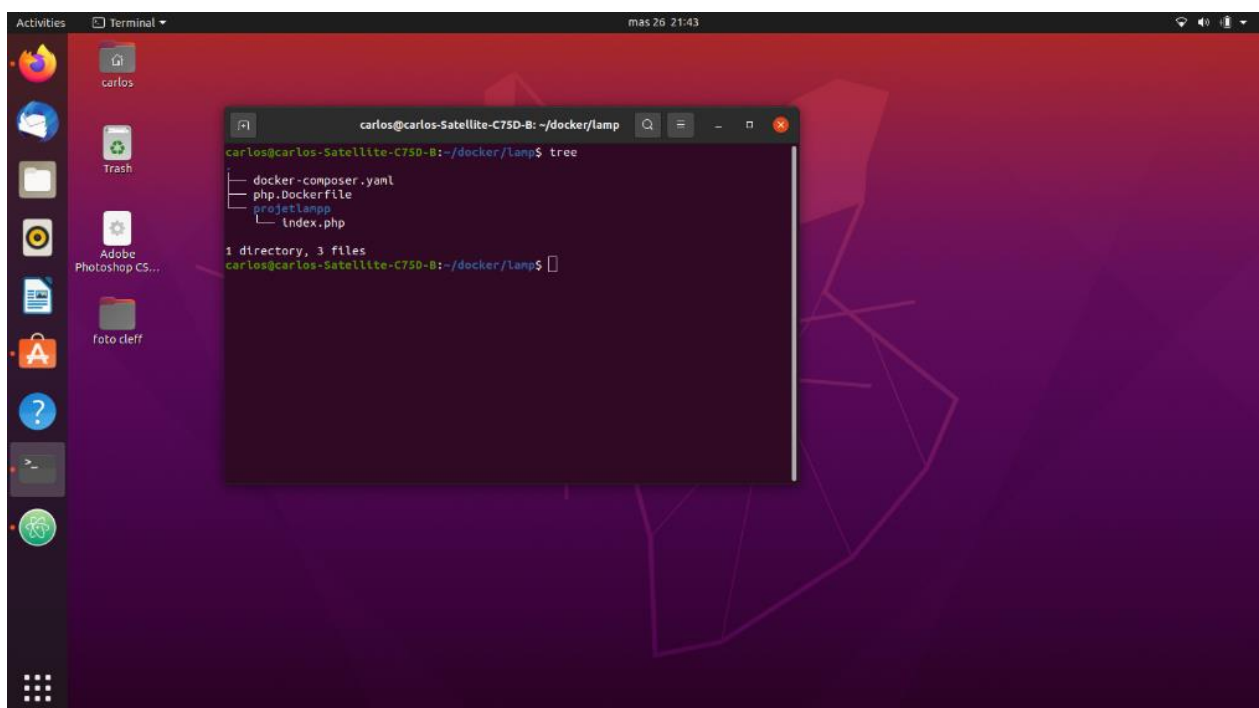 Activities Terminal mas 26 21:43
carlos
Trash
Adobe
Photoshop CS...
foto cleff
carlos@carlos-Satellite-C75D-B: ~/docker/lamp
carlos@carlos-Satellite-C75D-B:~/docker/lamp$ tree
.
├── docker-composer.yaml
├── php.Dockerfile
└── projetlampp
    └── index.php
1 directory, 3 files
carlos@carlos-Satellite-C75D-B:~/docker/lamp$